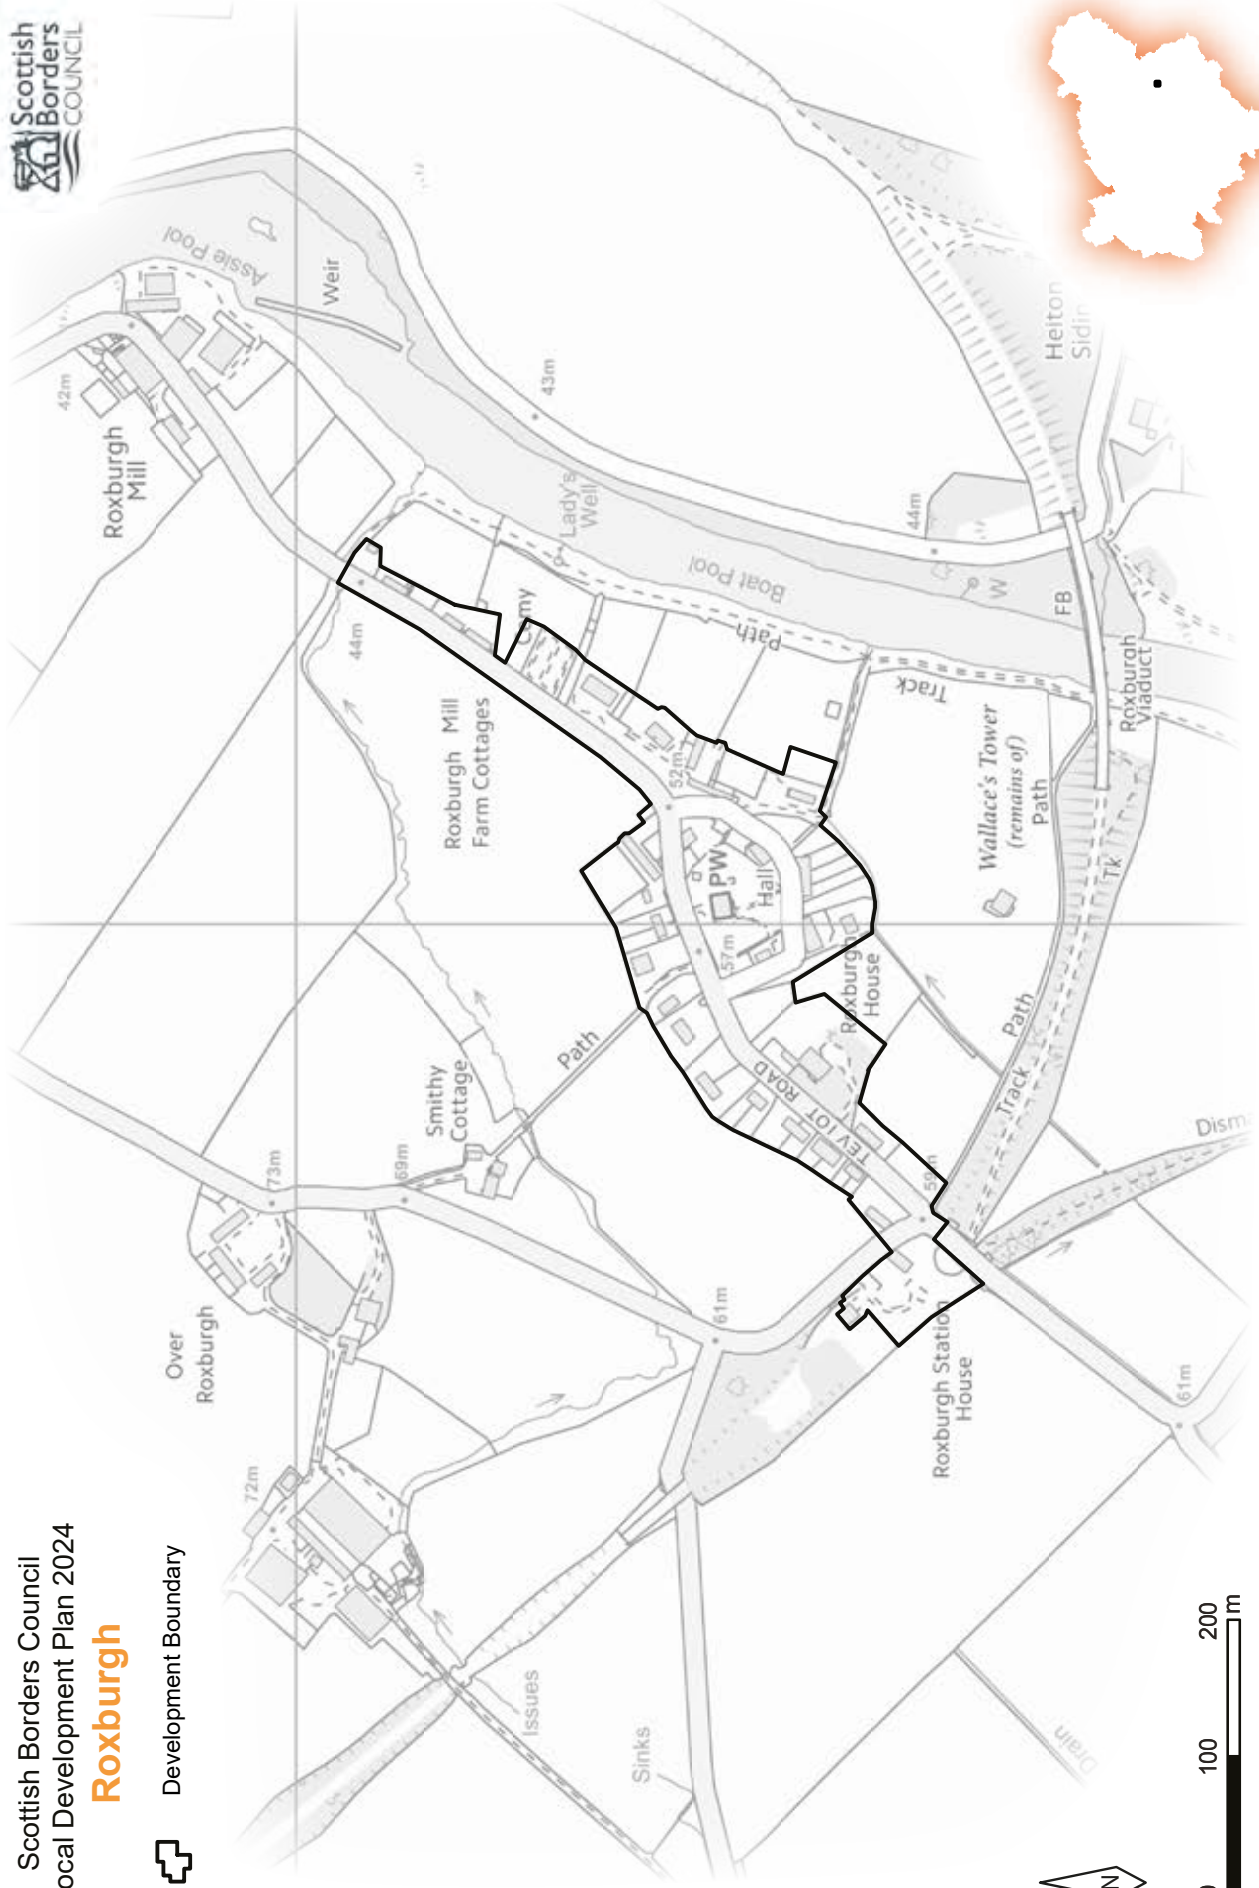 Scottish Borders Council
ocal Development Plan 2024
Roxburgh
Development Boundary
Scottish
Borders
COUNCIL
Roxburgh
Mill
42m
Assie Pool
Weir
43m
Lady's
Well
44m
Boat Pool
W
FB
Path
Track
Roxburgh
Viaduct
Helton
44m
Roxburgh Mill
Farm Cottages
52m
PW
Hall
57m
Wallace's Tower
(remains of)
Path
Tk
Roxburgh
House
Path
Track
TEVIOT ROAD
Path
Smithy
Cottage
73m
69m
Over
Roxburgh
72m
61m
59m
Roxburgh Station
House
61m
Issues
Sinks
Drain
N
100
200
m